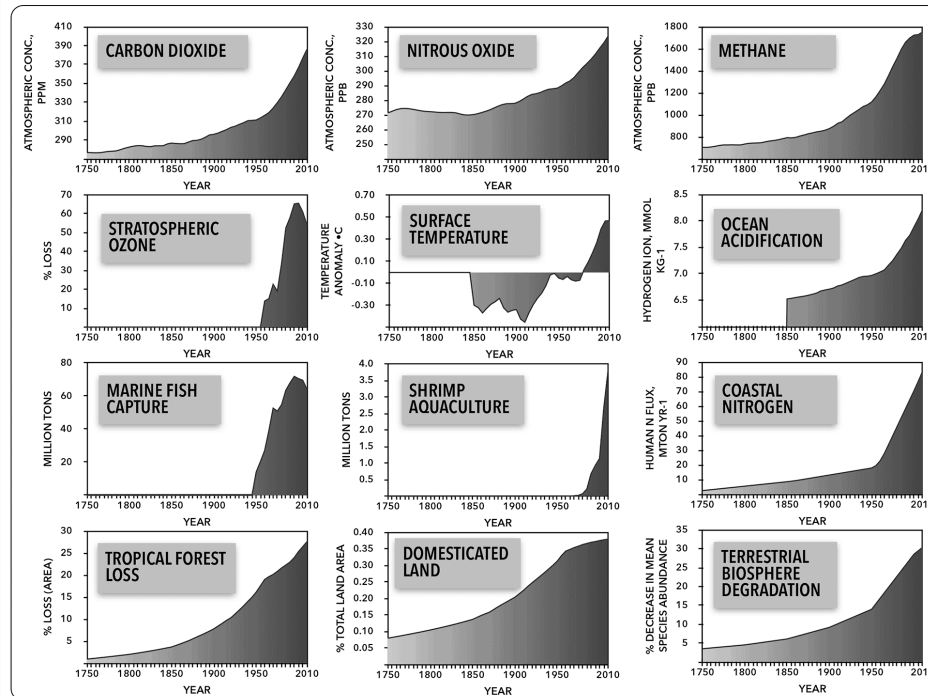 CARBON DIOXIDE
ATMOSPHERIC CONC.,
PPM
410
390
370
350
330
310
290
1750 1800 1850 1900 1950 2010
YEAR
NITROUS OXIDE
ATMOSPHERIC CONC.,
PPB
330
320
310
300
290
280
270
260
250
240
1750 1800 1850 1900 1950 2010
YEAR
METHANE
ATMOSPHERIC CONC.,
PPB
1800
1600
1400
1200
1000
800
1750 1800 1850 1900 1950 201
YEAR
STRATOSPHERIC
OZONE
% LOSS
70
60
50
40
30
20
10
1750 1800 1850 1900 1950 2010
YEAR
SURFACE
TEMPERATURE
TEMPERATURE
ANOMALY •C
0.70
0.50
0.30
0.10
-0.10
-0.30
1750 1800 1850 1900 1950 2010
YEAR
OCEAN
ACIDIFICATION
HYDROGEN ION, MMOL
KG-1
8.5
8.0
7.5
7.0
6.5
1750 1800 1850 1900 1950 201
YEAR
MARINE FISH
CAPTURE
MILLION TONS
80
60
40
20
1750 1800 1850 1900 1950 2010
YEAR
SHRIMP
AQUACULTURE
MILLION TONS
4.0
3.5
3.0
2.5
2.0
1.5
1.0
0.5
1750 1800 1850 1900 1950 2010
YEAR
COASTAL
NITROGEN
HUMAN N FLUX,
MTON YR-1
90
80
70
60
50
40
30
20
10
1750 1800 1850 1900 1950 201
YEAR
TROPICAL FOREST
LOSS
% LOSS (AREA)
30
25
20
15
10
5
1750 1800 1850 1900 1950 2010
YEAR
DOMESTICATED
LAND
% TOTAL LAND AREA
0.40
0.35
0.30
0.25
0.20
0.15
0.10
0.05
1750 1800 1850 1900 1950 2010
YEAR
TERRESTRIAL
BIOSPHERE
DEGRADATION
% DECREASE IN MEAN
SPECIES ABUNDANCE
35
30
25
20
15
10
5
1750 1800 1850 1900 1950 201
YEAR